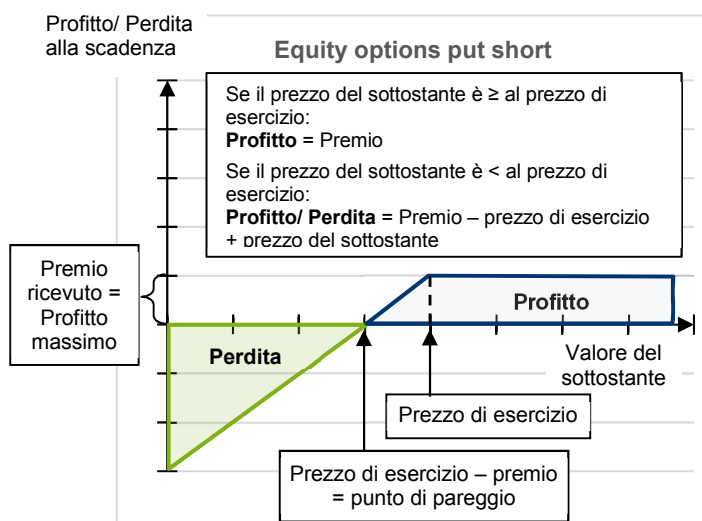 Profitto/ Perdita
alla scadenza
Equity options put short
Se il prezzo del sottostante è ≥ al prezzo di
esercizio:
Profitto = Premio
Se il prezzo del sottostante è < al prezzo di
esercizio:
Profitto/ Perdita = Premio – prezzo di esercizio
+ prezzo del sottostante
Premio
ricevuto =
Profitto
massimo
Profitto
Perdita
Valore del
sottostante
Prezzo di esercizio
Prezzo di esercizio – premio
= punto di pareggio